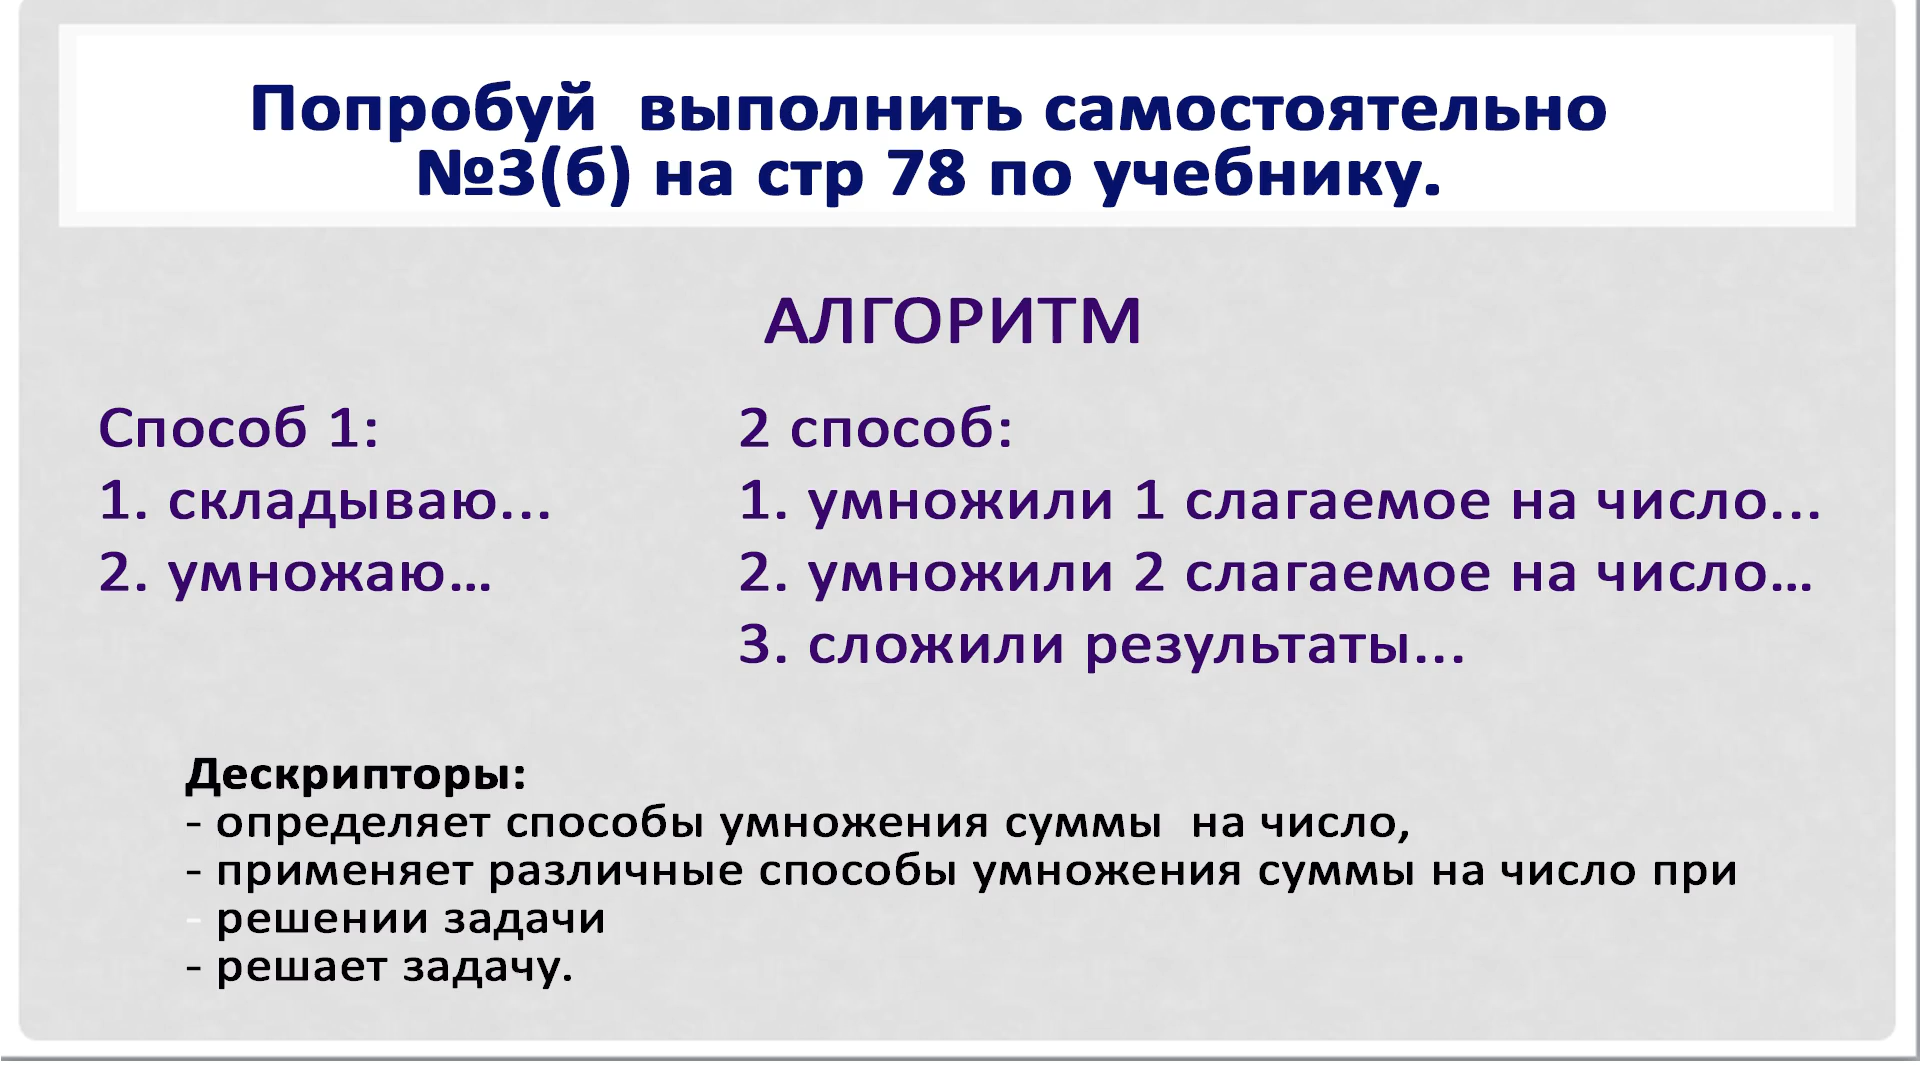 Попробуй выполнить самостоятельно
№3(б) на стр 78 по учебнику.
АЛГОРИТМ
Способ 1:
1. складываю...
2. умножаю...
2 способ:
1. умножили 1 слагаемое на число...
2. умножили 2 слагаемое на число...
3. сложили результаты...
Дескрипторы:
- определяет способы умножения суммы на число,
- применяет различные способы умножения суммы на число при
- решении задачи
- решает задачу.